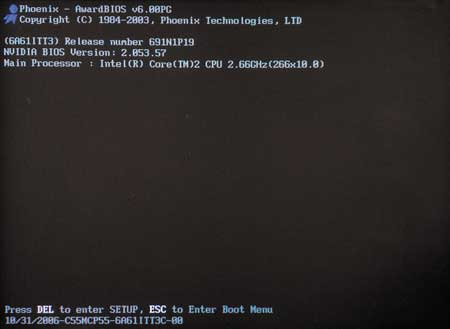 Phoenix - AwardBIOS v6.00PG
Copyright (C) 1984-2003, Phoenix Technologies, LTD
(6A61IIT3) Release number 691N1P19
NVIDIA BIOS Version: 2.053.57
Main Processor : Intel(R) Core(TM)2 CPU 2.66GHz(266x10.0)
Press DEL to enter SETUP, ESC to Enter Boot Menu
10/31/2006-C55MCP55-6A61IIT3C-00